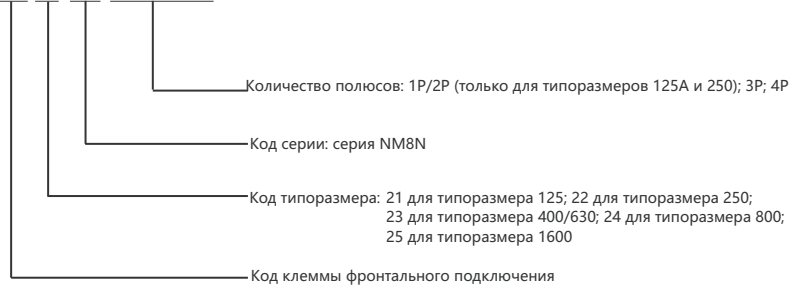 Количество полюсов: 1P/2P (только для типоразмеров 125А и 250); 3P; 4P
Код серии: серия NM8N
Код типоразмера: 21 для типоразмера 125; 22 для типоразмера 250;
23 для типоразмера 400/630; 24 для типоразмера 800;
25 для типоразмера 1600
Код клеммы фронтального подключения